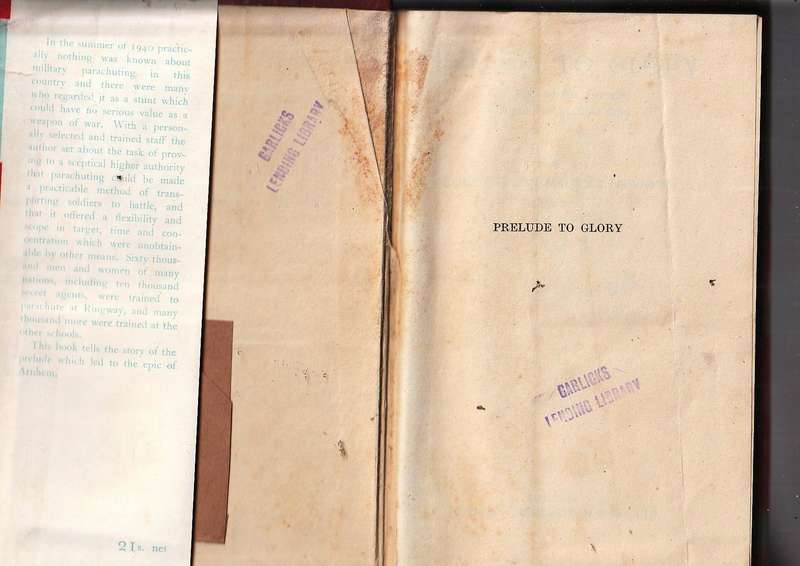 In the summer of 1940 practic-
ally nothing was known about
military parachuting in this
country and there were many
who regarded it as a stunt which
could have no serious value as a
weapon of war. With a person-
ally selected and trained staff the
author set about the task of prov-
ing to a sceptical higher authority
that parachuting could be made
a practicable method of trans-
porting soldiers to battle, and
that it offered a flexibility and
scope in target, time and con-
centration which were unobtain-
able by other means. Sixty thous-
and men and women of many
nations, including ten thousand
secret agents, were trained to
parachute at Ringway, and many
thousand more were trained at the
other schools.
This book tells the story of the
prelude which led to the epic of
Arnhem.
21s. net
GARLICKS
LENDING LIBRARY
PRELUDE TO GLORY
GARLICKS
LENDING LIBRARY